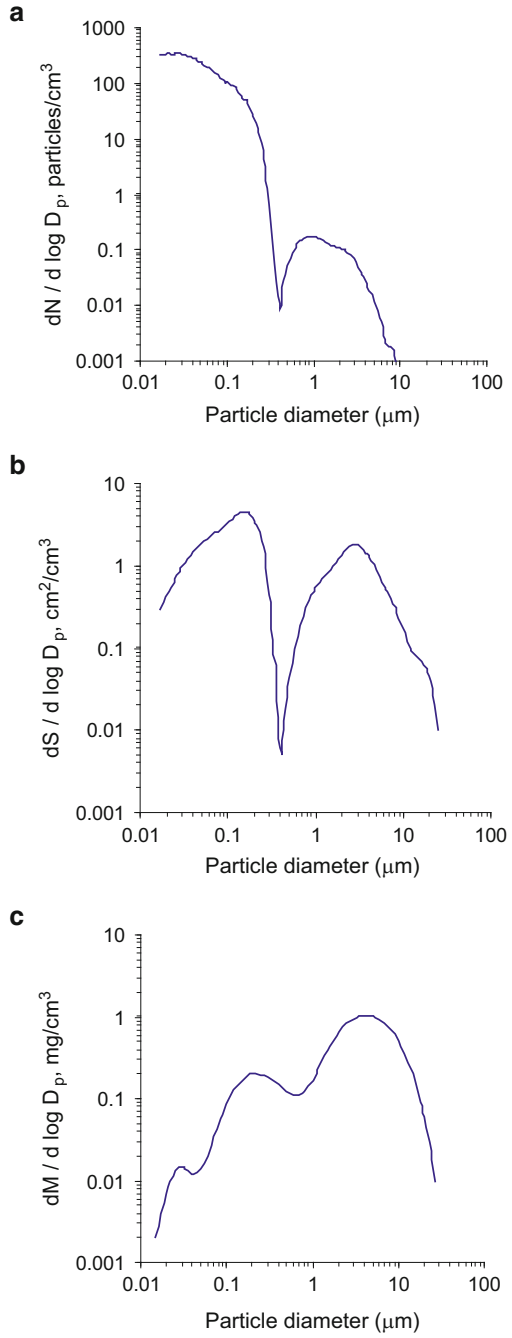 a
1000
100
10
1
0.1
0.01
0.001
dN / d log Dₚ, particles/cm³
0.01 0.1 1 10 100
Particle diameter (μm)
b
10
1
0.1
0.01
0.001
dS / d log Dₚ, cm²/cm³
0.01 0.1 1 10 100
Particle diameter (μm)
c
10
1
0.1
0.01
0.001
dM / d log Dₚ, mg/cm³
0.01 0.1 1 10 100
Particle diameter (μm)